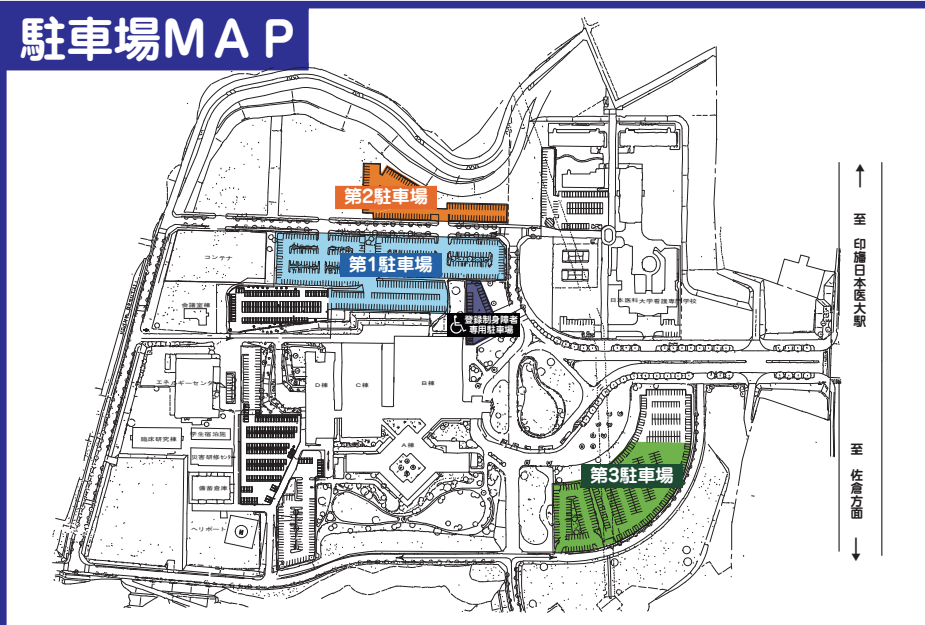 駐車場MAP
第2駐車場
第1駐車場
コンテナ
会議室棟
登録制身障者
専用駐車場
日本医科大学看護専門学校
至 印旛日本医大駅
エネルギーセンター
D棟
C棟
B棟
A棟
臨床研究棟
学生宿泊施
災害研修センター
備蓄倉庫
ヘリポート
第3駐車場
至 佐倉方面